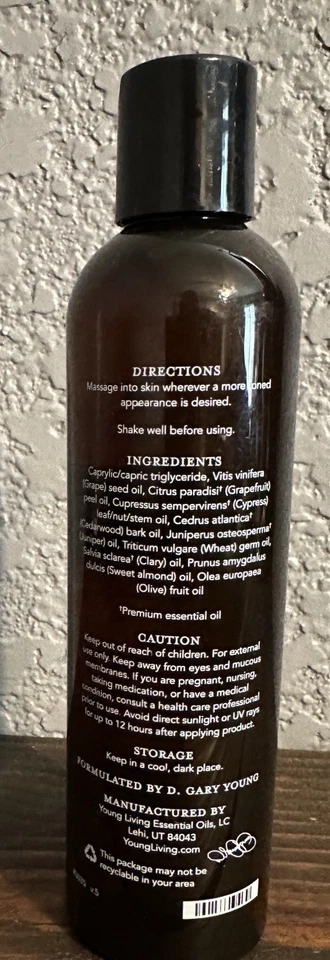 DIRECTIONS
Massage into skin wherever a more toned
appearance is desired.
Shake well before using.
INGREDIENTS
Caprylic/capric triglyceride, Vitis vinifera
(Grape) seed oil, Citrus paradisi† (Grapefruit)
peel oil, Cupressus sempervirens† (Cypress)
leaf/nut/stem oil, Cedrus atlantica†
(Cedarwood) bark oil, Juniperus osteosperma†
(Juniper) oil, Triticum vulgare (Wheat) germ oil,
Salvia sclarea† (Clary) oil, Prunus amygdalus
dulcis (Sweet almond) oil, Olea europaea
(Olive) fruit oil
†Premium essential oil
CAUTION
Keep out of reach of children. For external
use only. Keep away from eyes and mucous
membranes. If you are pregnant, nursing,
taking medication, or have a medical
condition, consult a health care professional
prior to use. Avoid direct sunlight or UV rays
for up to 12 hours after applying product.
STORAGE
Keep in a cool, dark place.
FORMULATED BY D. GARY YOUNG
MANUFACTURED BY
Young Living Essential Oils, LC
Lehi, UT 84043
YoungLiving.com
This package may not be
recyclable in your area